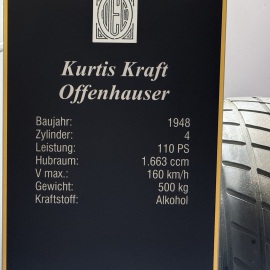 Kurtis Kraft
Offenhauser
Baujahr: 1948
Zylinder: 4
Leistung: 110 PS
Hubraum: 1.663 ccm
V max.: 160 km/h
Gewicht: 500 kg
Kraftstoff: Alkohol